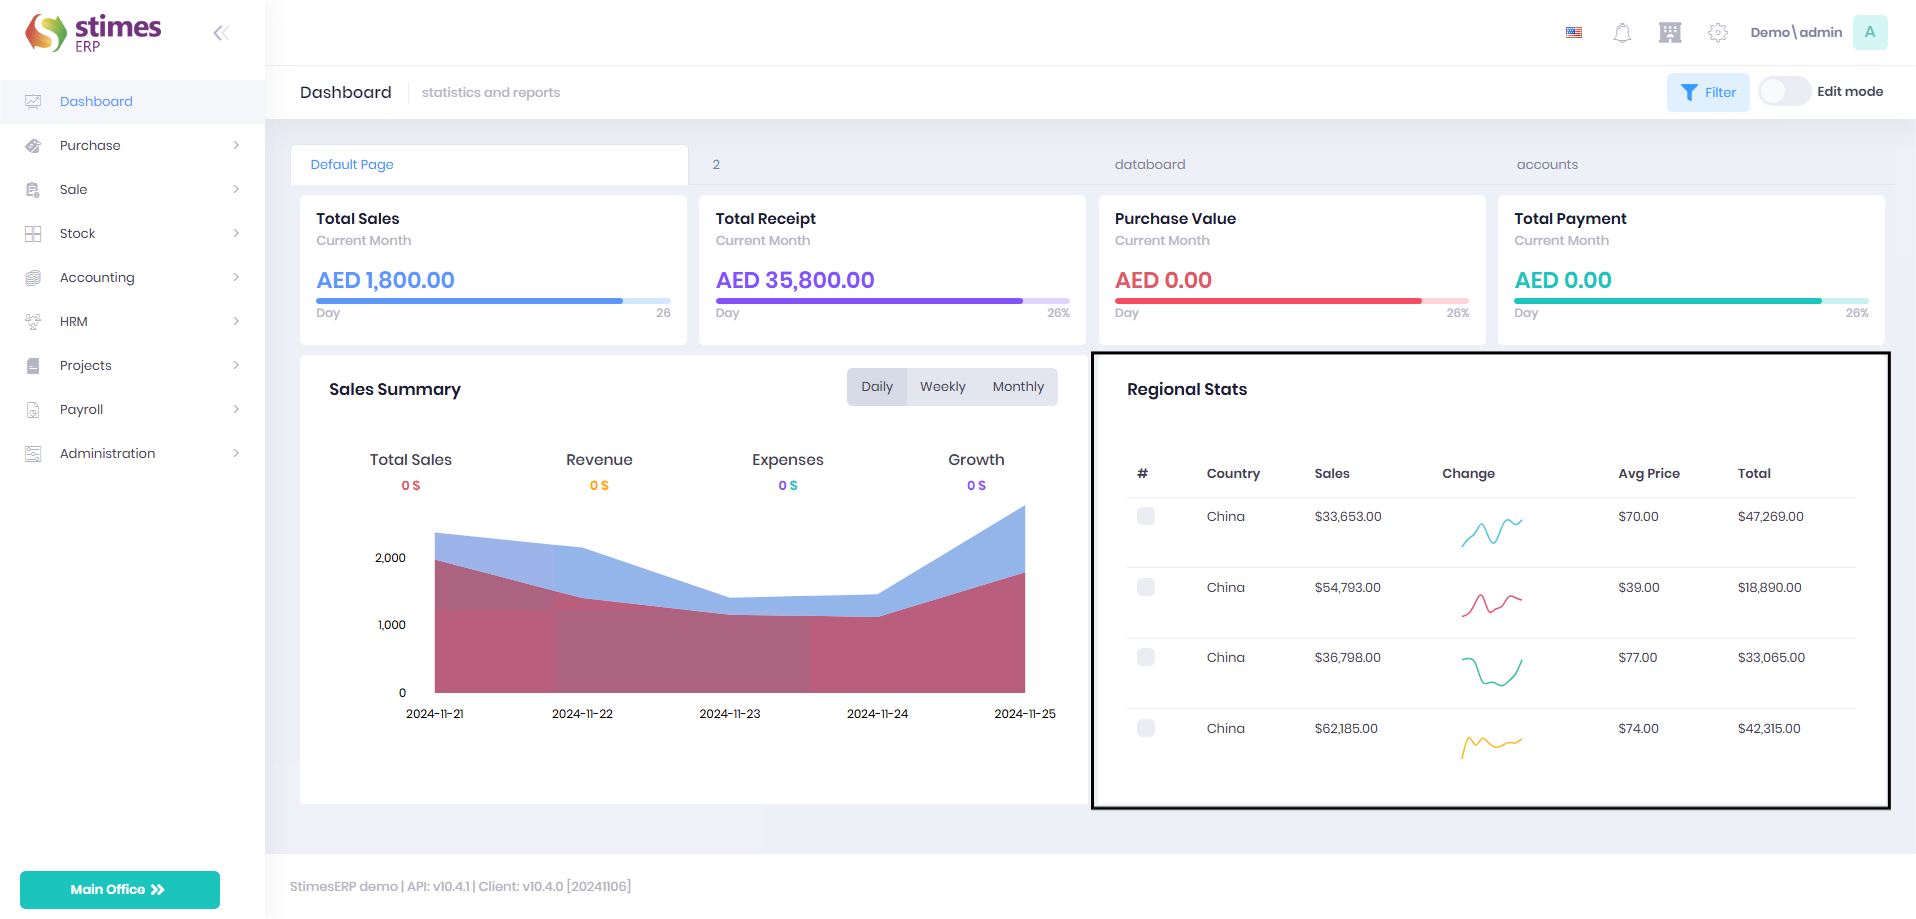 stimes
ERP
Demo\admin
A
Dashboard
Purchase
Sale
Stock
Accounting
HRM
Projects
Payroll
Administration
Main Office
Dashboard
statistics and reports
Filter
Edit mode
Default Page
2
databoard
accounts
Total Sales
Current Month
AED 1,800.00
Day 26
Total Receipt
Current Month
AED 35,800.00
Day 26%
Purchase Value
Current Month
AED 0.00
Day 26%
Total Payment
Current Month
AED 0.00
Day 26%
Sales Summary
Daily Weekly Monthly
Total Sales Revenue Expenses Growth
0 $ 0 $ 0 $ 0 $
2,000
1,000
0
2024-11-21 2024-11-22 2024-11-23 2024-11-24 2024-11-25
Regional Stats
# Country Sales Change Avg Price Total
China $33,653.00 $70.00 $47,269.00
China $54,793.00 $39.00 $18,890.00
China $36,798.00 $77.00 $33,065.00
China $62,185.00 $74.00 $42,315.00
StimesERP demo | API: v10.4.1 | Client: v10.4.0 [20241106]